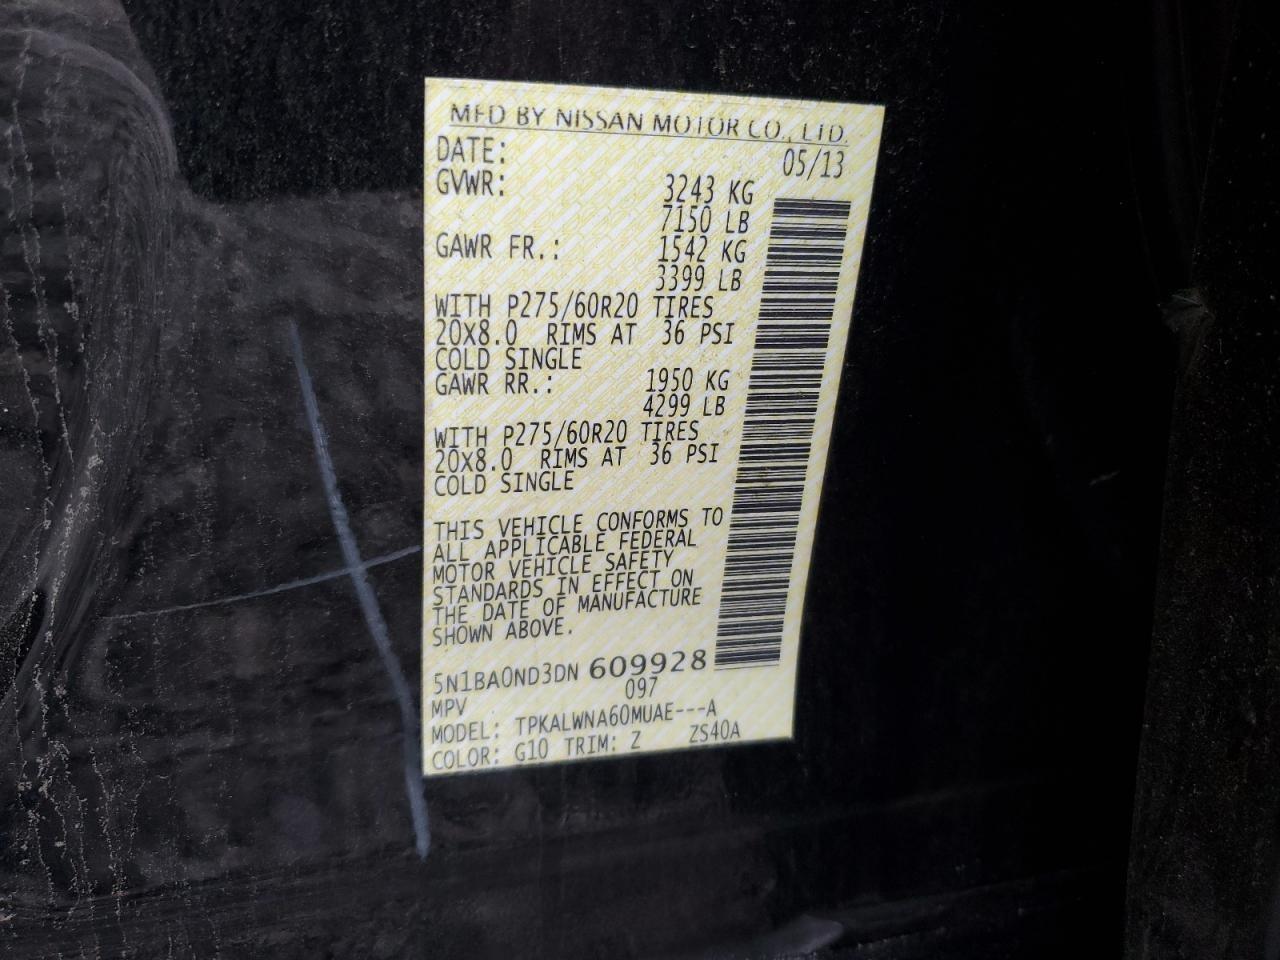 MFD BY NISSAN MOTOR CO., LTD.
DATE: 05/13
GVWR: 3243 KG
7150 LB
GAWR FR.: 1542 KG
3399 LB
WITH P275/60R20 TIRES
20X8.0 RIMS AT 36 PSI
COLD SINGLE
GAWR RR.: 1950 KG
4299 LB
WITH P275/60R20 TIRES
20X8.0 RIMS AT 36 PSI
COLD SINGLE
THIS VEHICLE CONFORMS TO
ALL APPLICABLE FEDERAL
MOTOR VEHICLE SAFETY
STANDARDS IN EFFECT ON
THE DATE OF MANUFACTURE
SHOWN ABOVE.
5N1BA0ND3DN 609928
MPV 097
MODEL: TPKALWNA60MUAE---A
COLOR: G10 TRIM: Z ZS40A